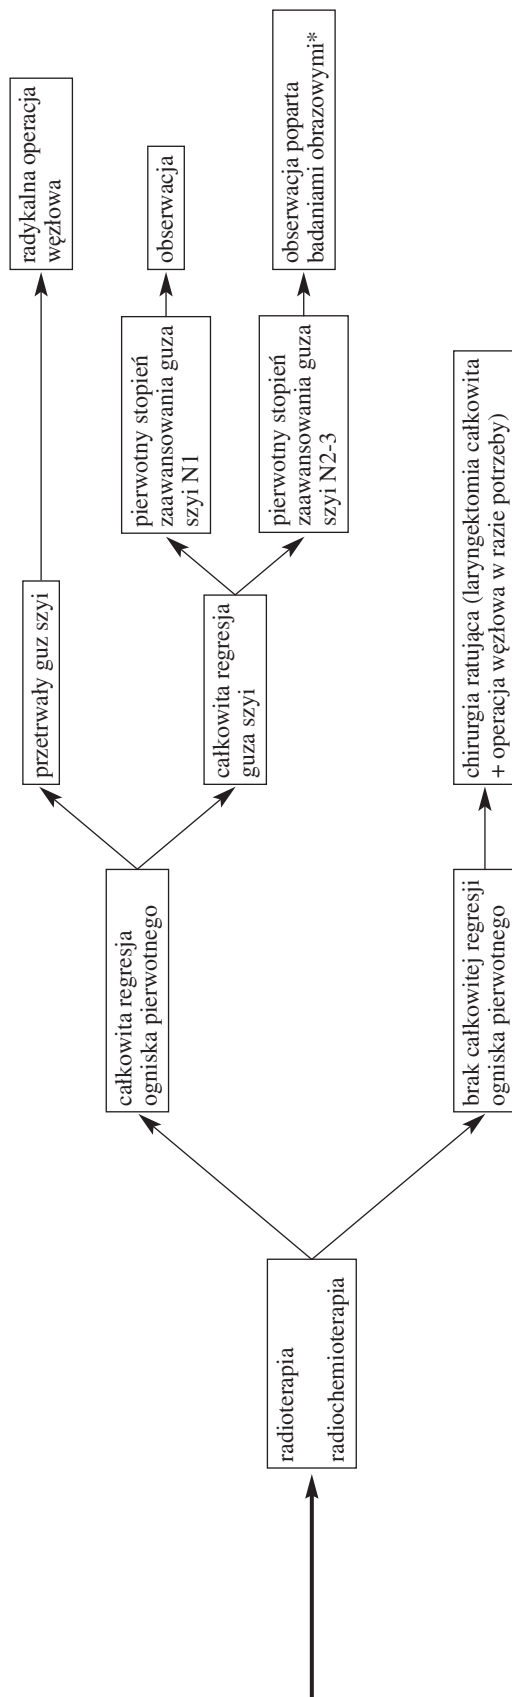 radioterapia
radiochemioterapia
całkowita regresja
ogniska pierwotnego
brak całkowitej regresji
ogniska pierwotnego
przetrwały guz szyi
całkowita regresja
guza szyi
chirurgia ratująca (laryngektomia całkowita
+ operacja węzłowa w razie potrzeby)
pierwotny stopień
zaawansowania guza
szyi N1
pierwotny stopień
zaawansowania guza
szyi N2-3
radykalna operacja
węzłowa
obserwacja
obserwacja poparta
badaniami obrazowymi*